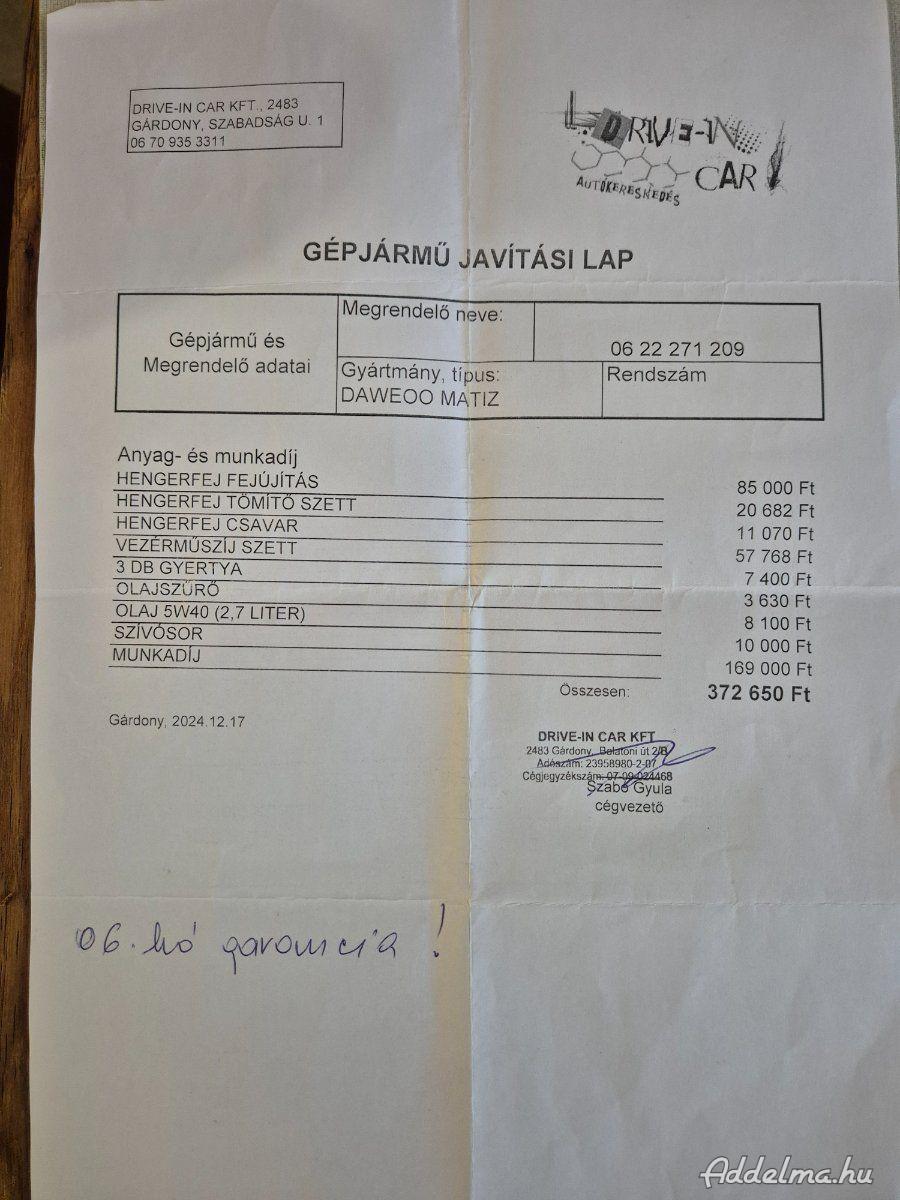 DRIVE-IN CAR KFT., 2483
GÁRDONY, SZABADSÁG U. 1
06 70 935 3311
DRIVE-IN
CAR
AUTÓKERESKEDÉS
GÉPJÁRMŰ JAVÍTÁSI LAP
Gépjármű és
Megrendelő adatai
Megrendelő neve:
06 22 271 209
Gyártmány, típus:
DAWEOO MATIZ
Rendszám
Anyag- és munkadíj
HENGERFEJ FEJÚJÍTÁS 85 000 Ft
HENGERFEJ TÖMÍTŐ SZETT 20 682 Ft
HENGERFEJ CSAVAR 11 070 Ft
VEZÉRMŰSZÍJ SZETT 57 768 Ft
3 DB GYERTYA 7 400 Ft
OLAJSZŰRŐ 3 630 Ft
OLAJ 5W40 (2,7 LITER) 8 100 Ft
SZÍVÓSOR 10 000 Ft
MUNKADÍJ 169 000 Ft
Összesen: 372 650 Ft
Gárdony, 2024.12.17
DRIVE-IN CAR KFT
2483 Gárdony, Balatoni út 2/B
Adószám: 23958980-2-07
Cégjegyzékszám: 07-09-024468
Szabó Gyula
cégvezető
06. hó garancia!
Addelma.hu